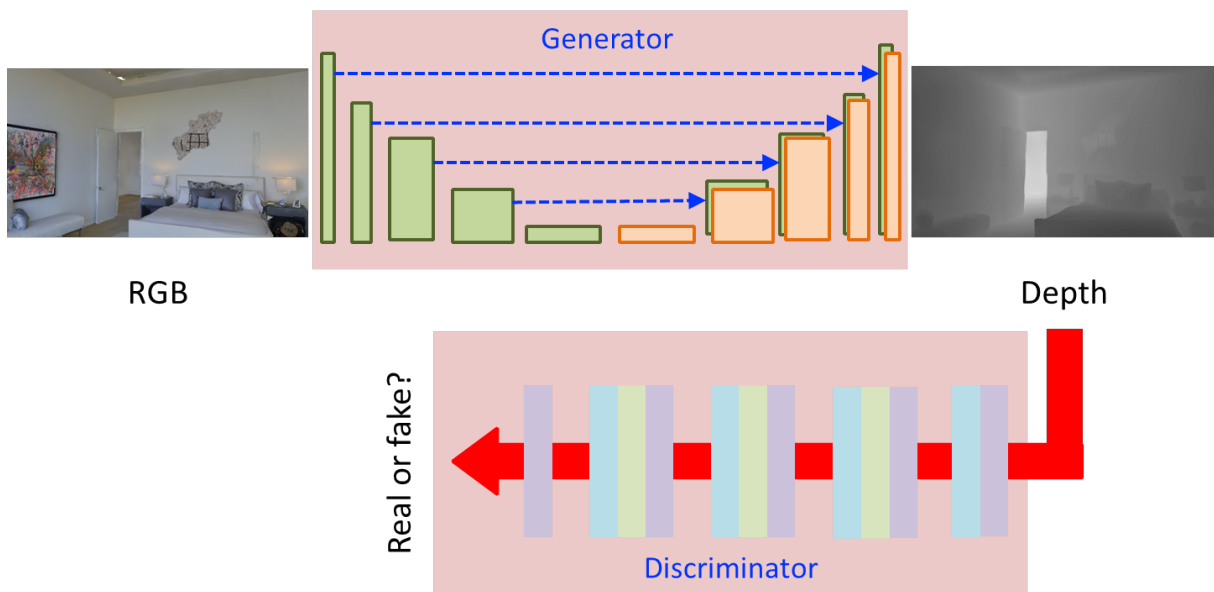 Generator
RGB
Depth
Real or fake?
Discriminator